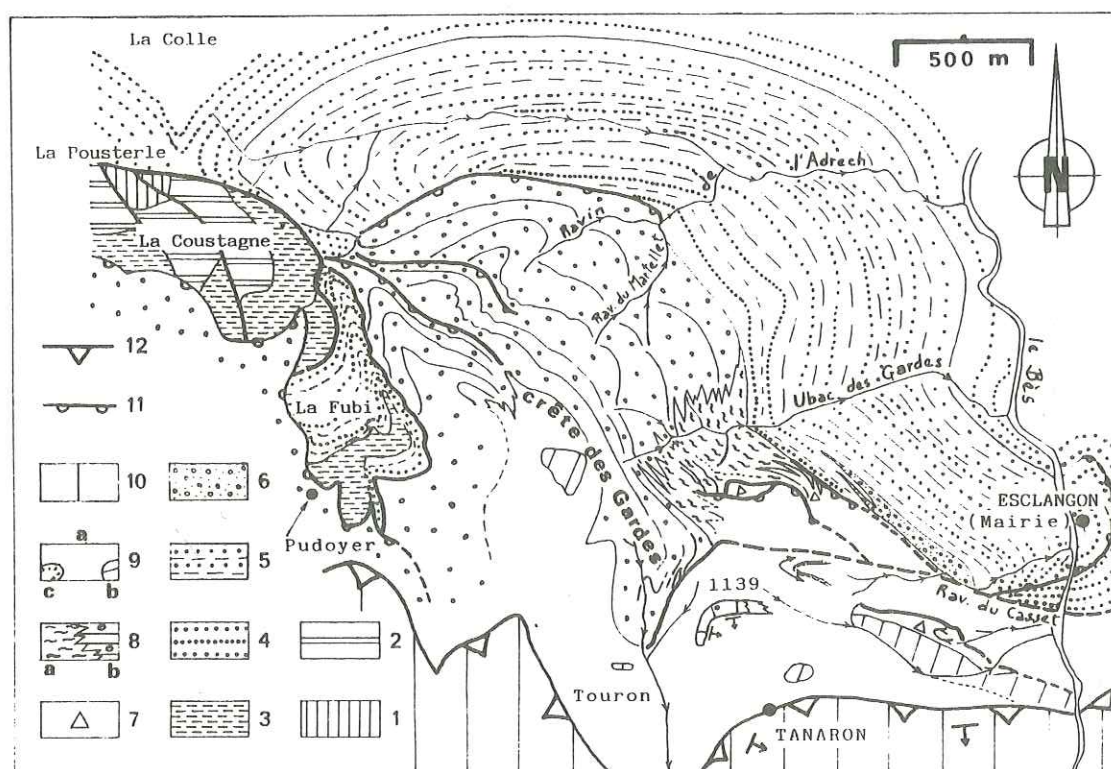 La Colle
500 m
La Pousterle
N
l'Adrech
de
Ravin
La Coustagne
Rav. du Martellet
12
le Bès
Ubac des Gardes
11
La Fubi
crête des Gardes
10
6
ESCLANGON
(Mairie)
a
9
5
c b
Pudoyer
1139
Rav. du Casset
8
4
2
a b
Touron
7
3
1
TANARON